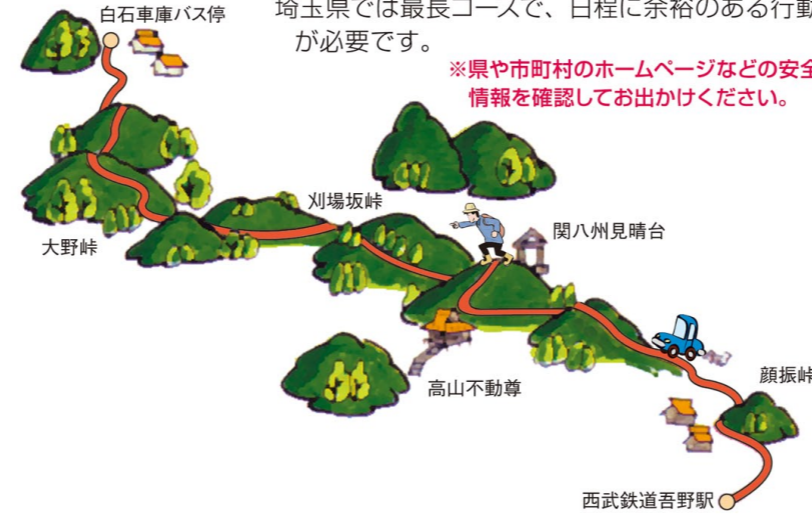 白石車庫バス停
埼玉県では最長コースで、日程に余裕のある行動
が必要です。
※県や市町村のホームページなどの安全
情報を確認してお出かけください。
刈場坂峠
関八州見晴台
大野峠
高山不動尊
顔振峠
西武鉄道吾野駅